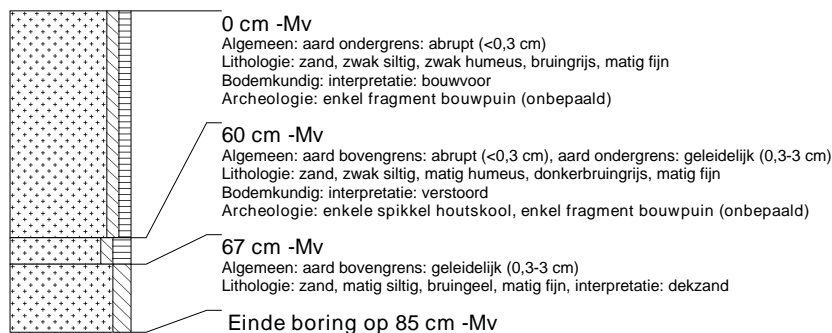 0 cm -Mv
Algemeen: aard ondergrens: abrupt (<0,3 cm)
Lithologie: zand, zwak siltig, zwak humeus, bruingrijs, matig fijn
Bodemkundig: interpretatie: bouwvoor
Archeologie: enkel fragment bouwpuin (onbepaald)
60 cm -Mv
Algemeen: aard bovengrens: abrupt (<0,3 cm), aard ondergrens: geleidelijk (0,3-3 cm)
Lithologie: zand, zwak siltig, matig humeus, donkerbruingrijs, matig fijn
Bodemkundig: interpretatie: verstoord
Archeologie: enkele spikkel houtskool, enkel fragment bouwpuin (onbepaald)
67 cm -Mv
Algemeen: aard bovengrens: geleidelijk (0,3-3 cm)
Lithologie: zand, matig siltig, bruingeel, matig fijn, interpretatie: dekzand
Einde boring op 85 cm -Mv